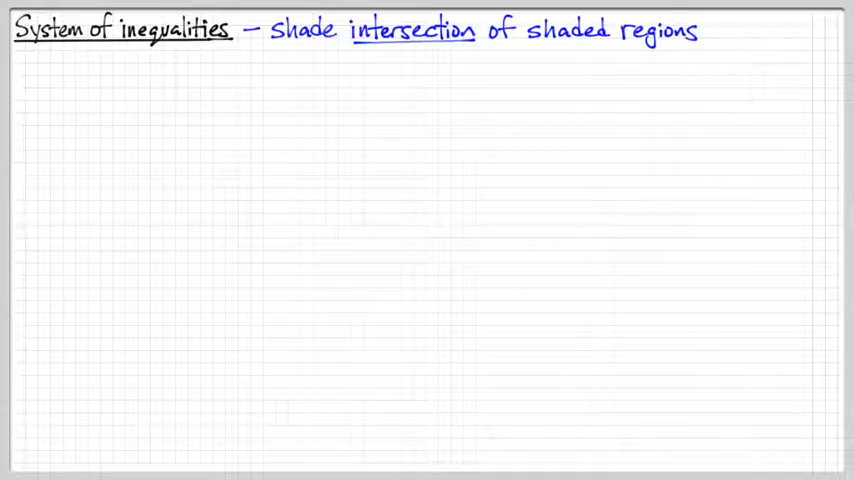 System of inequalities – shade intersection of shaded regions